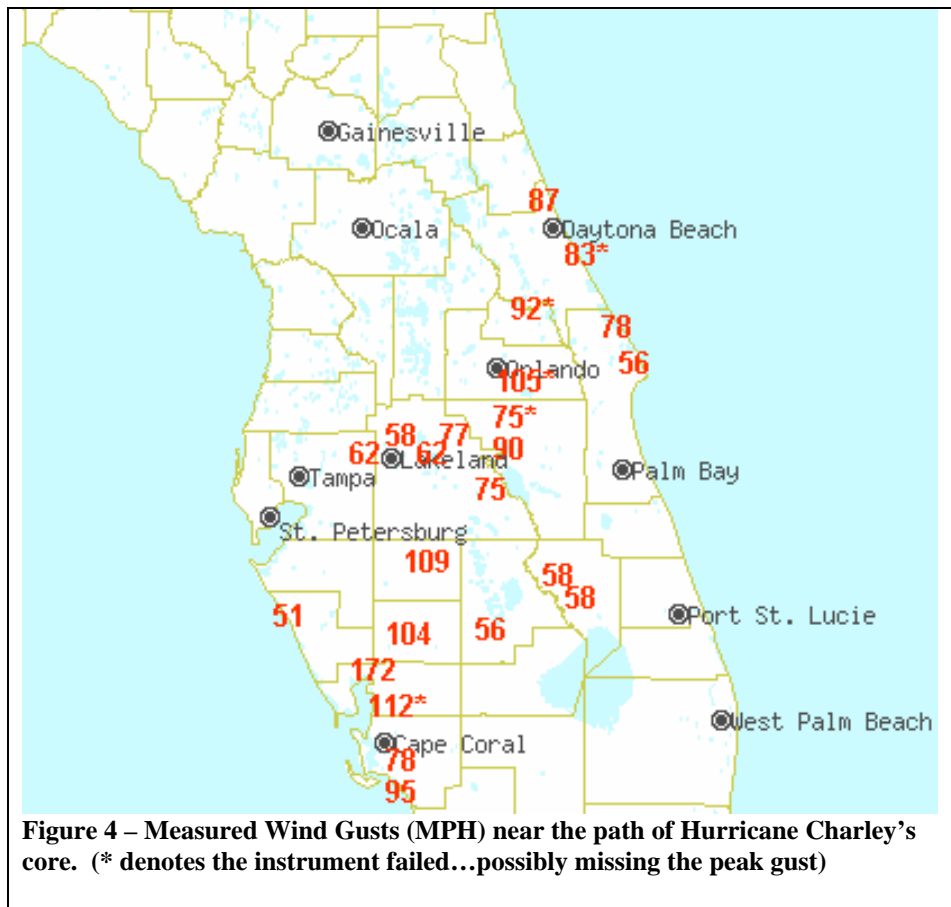 Gainesville
87
Ocala
Daytona Beach
83*
92*
78
56
Orlando
105*
75*
58 77
62 62 90
Lakeland
Tampa
Palm Bay
75
St. Petersburg
109
58
58
51
Port St. Lucie
104 56
172
112*
West Palm Beach
Cape Coral
78
95
Figure 4 – Measured Wind Gusts (MPH) near the path of Hurricane Charley’s
core. (* denotes the instrument failed…possibly missing the peak gust)